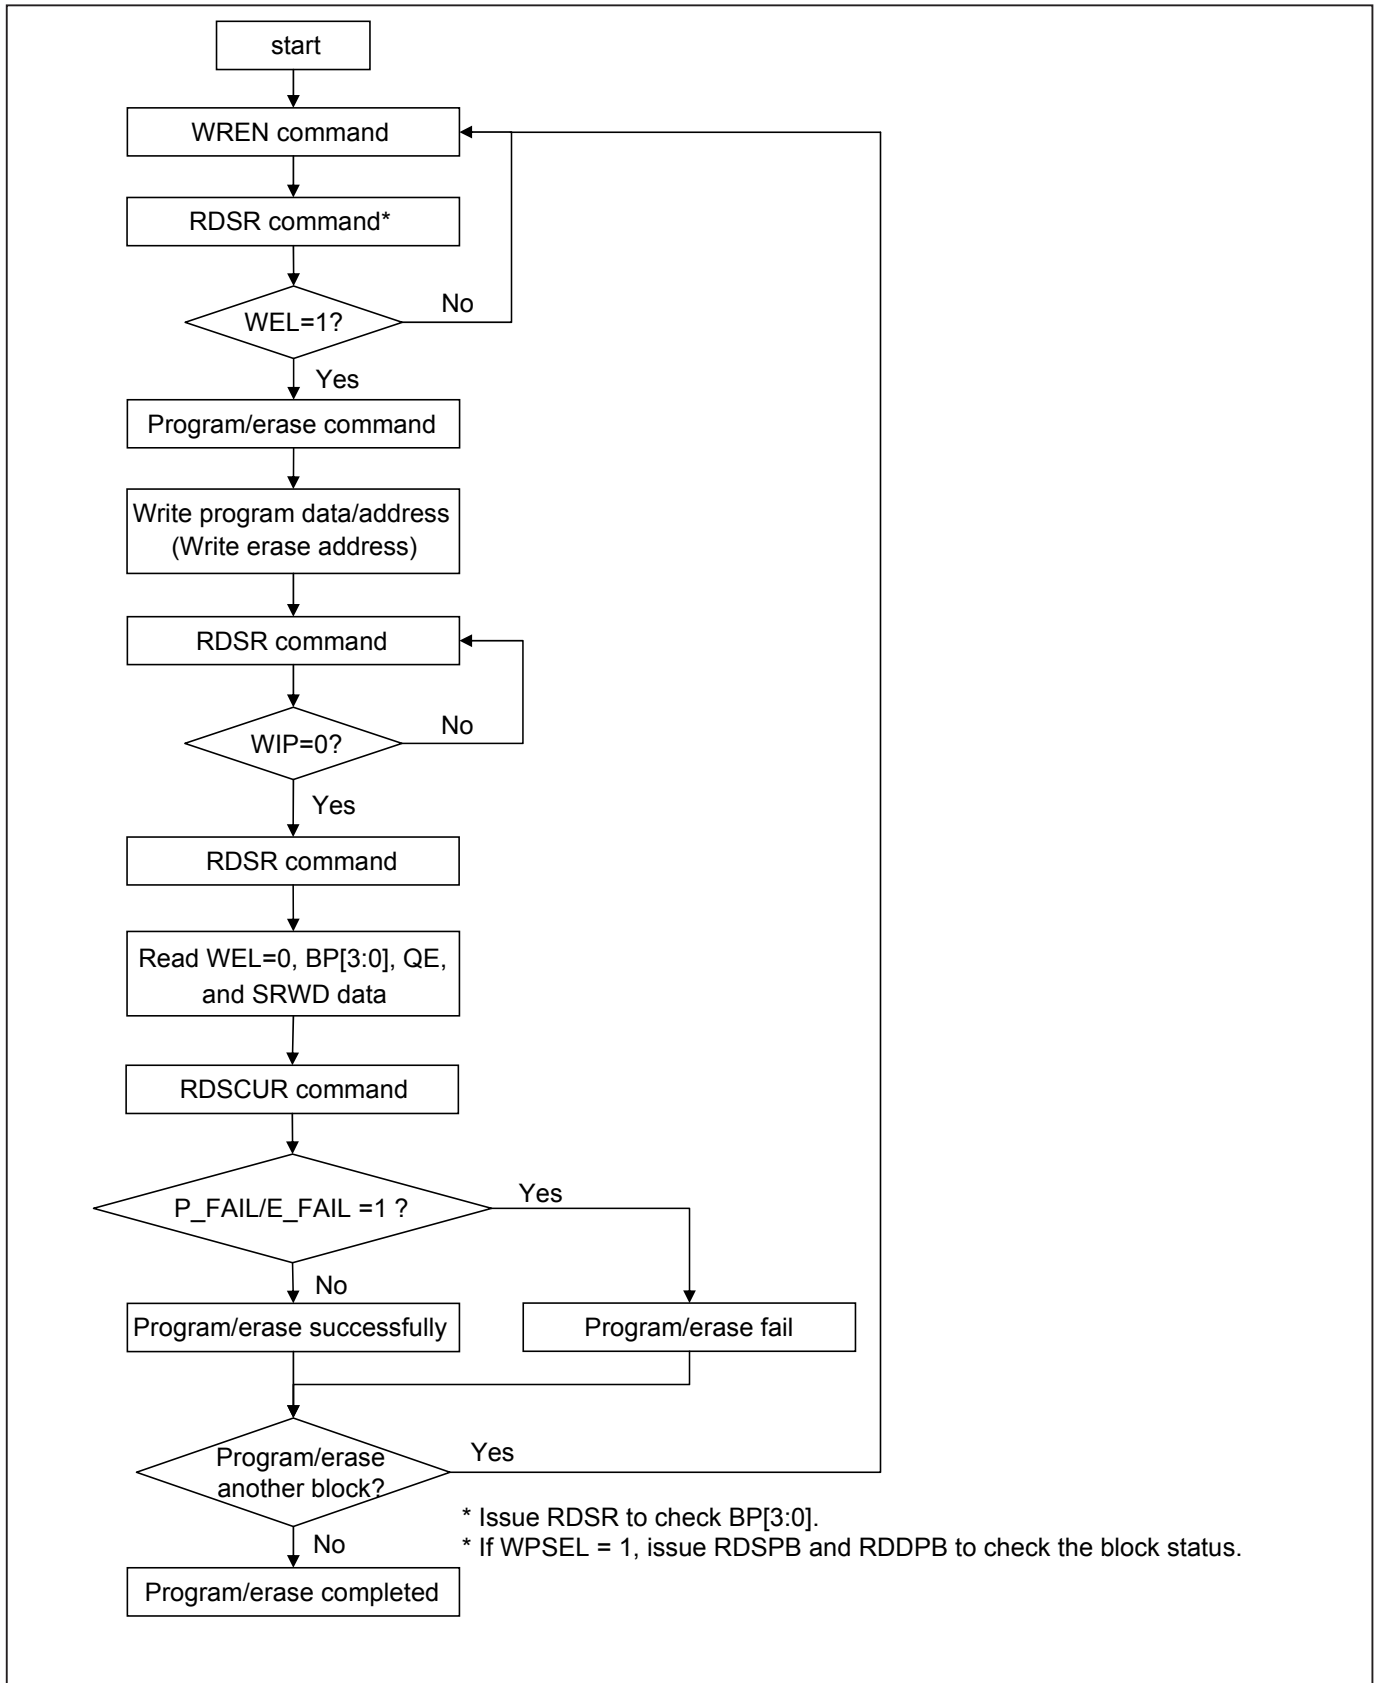 start
WREN command
RDSR command*
WEL=1?
No
Yes
Program/erase command
Write program data/address
(Write erase address)
RDSR command
WIP=0?
No
Yes
RDSR command
Read WEL=0, BP[3:0], QE,
and SRWD data
RDSCUR command
P_FAIL/E_FAIL =1 ?
Yes
No
Program/erase successfully
Program/erase fail
Program/erase
another block?
Yes
* Issue RDSR to check BP[3:0].
* If WPSEL = 1, issue RDSPB and RDDPB to check the block status.
No
Program/erase completed